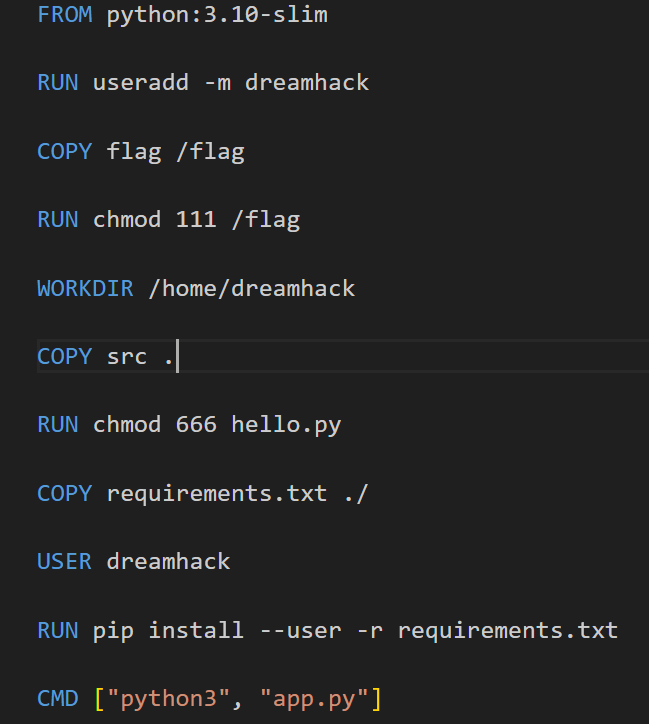 FROM python:3.10-slim
RUN useradd -m dreamhack
COPY flag /flag
RUN chmod 111 /flag
WORKDIR /home/dreamhack
COPY src .
RUN chmod 666 hello.py
COPY requirements.txt ./
USER dreamhack
RUN pip install --user -r requirements.txt
CMD ["python3", "app.py"]